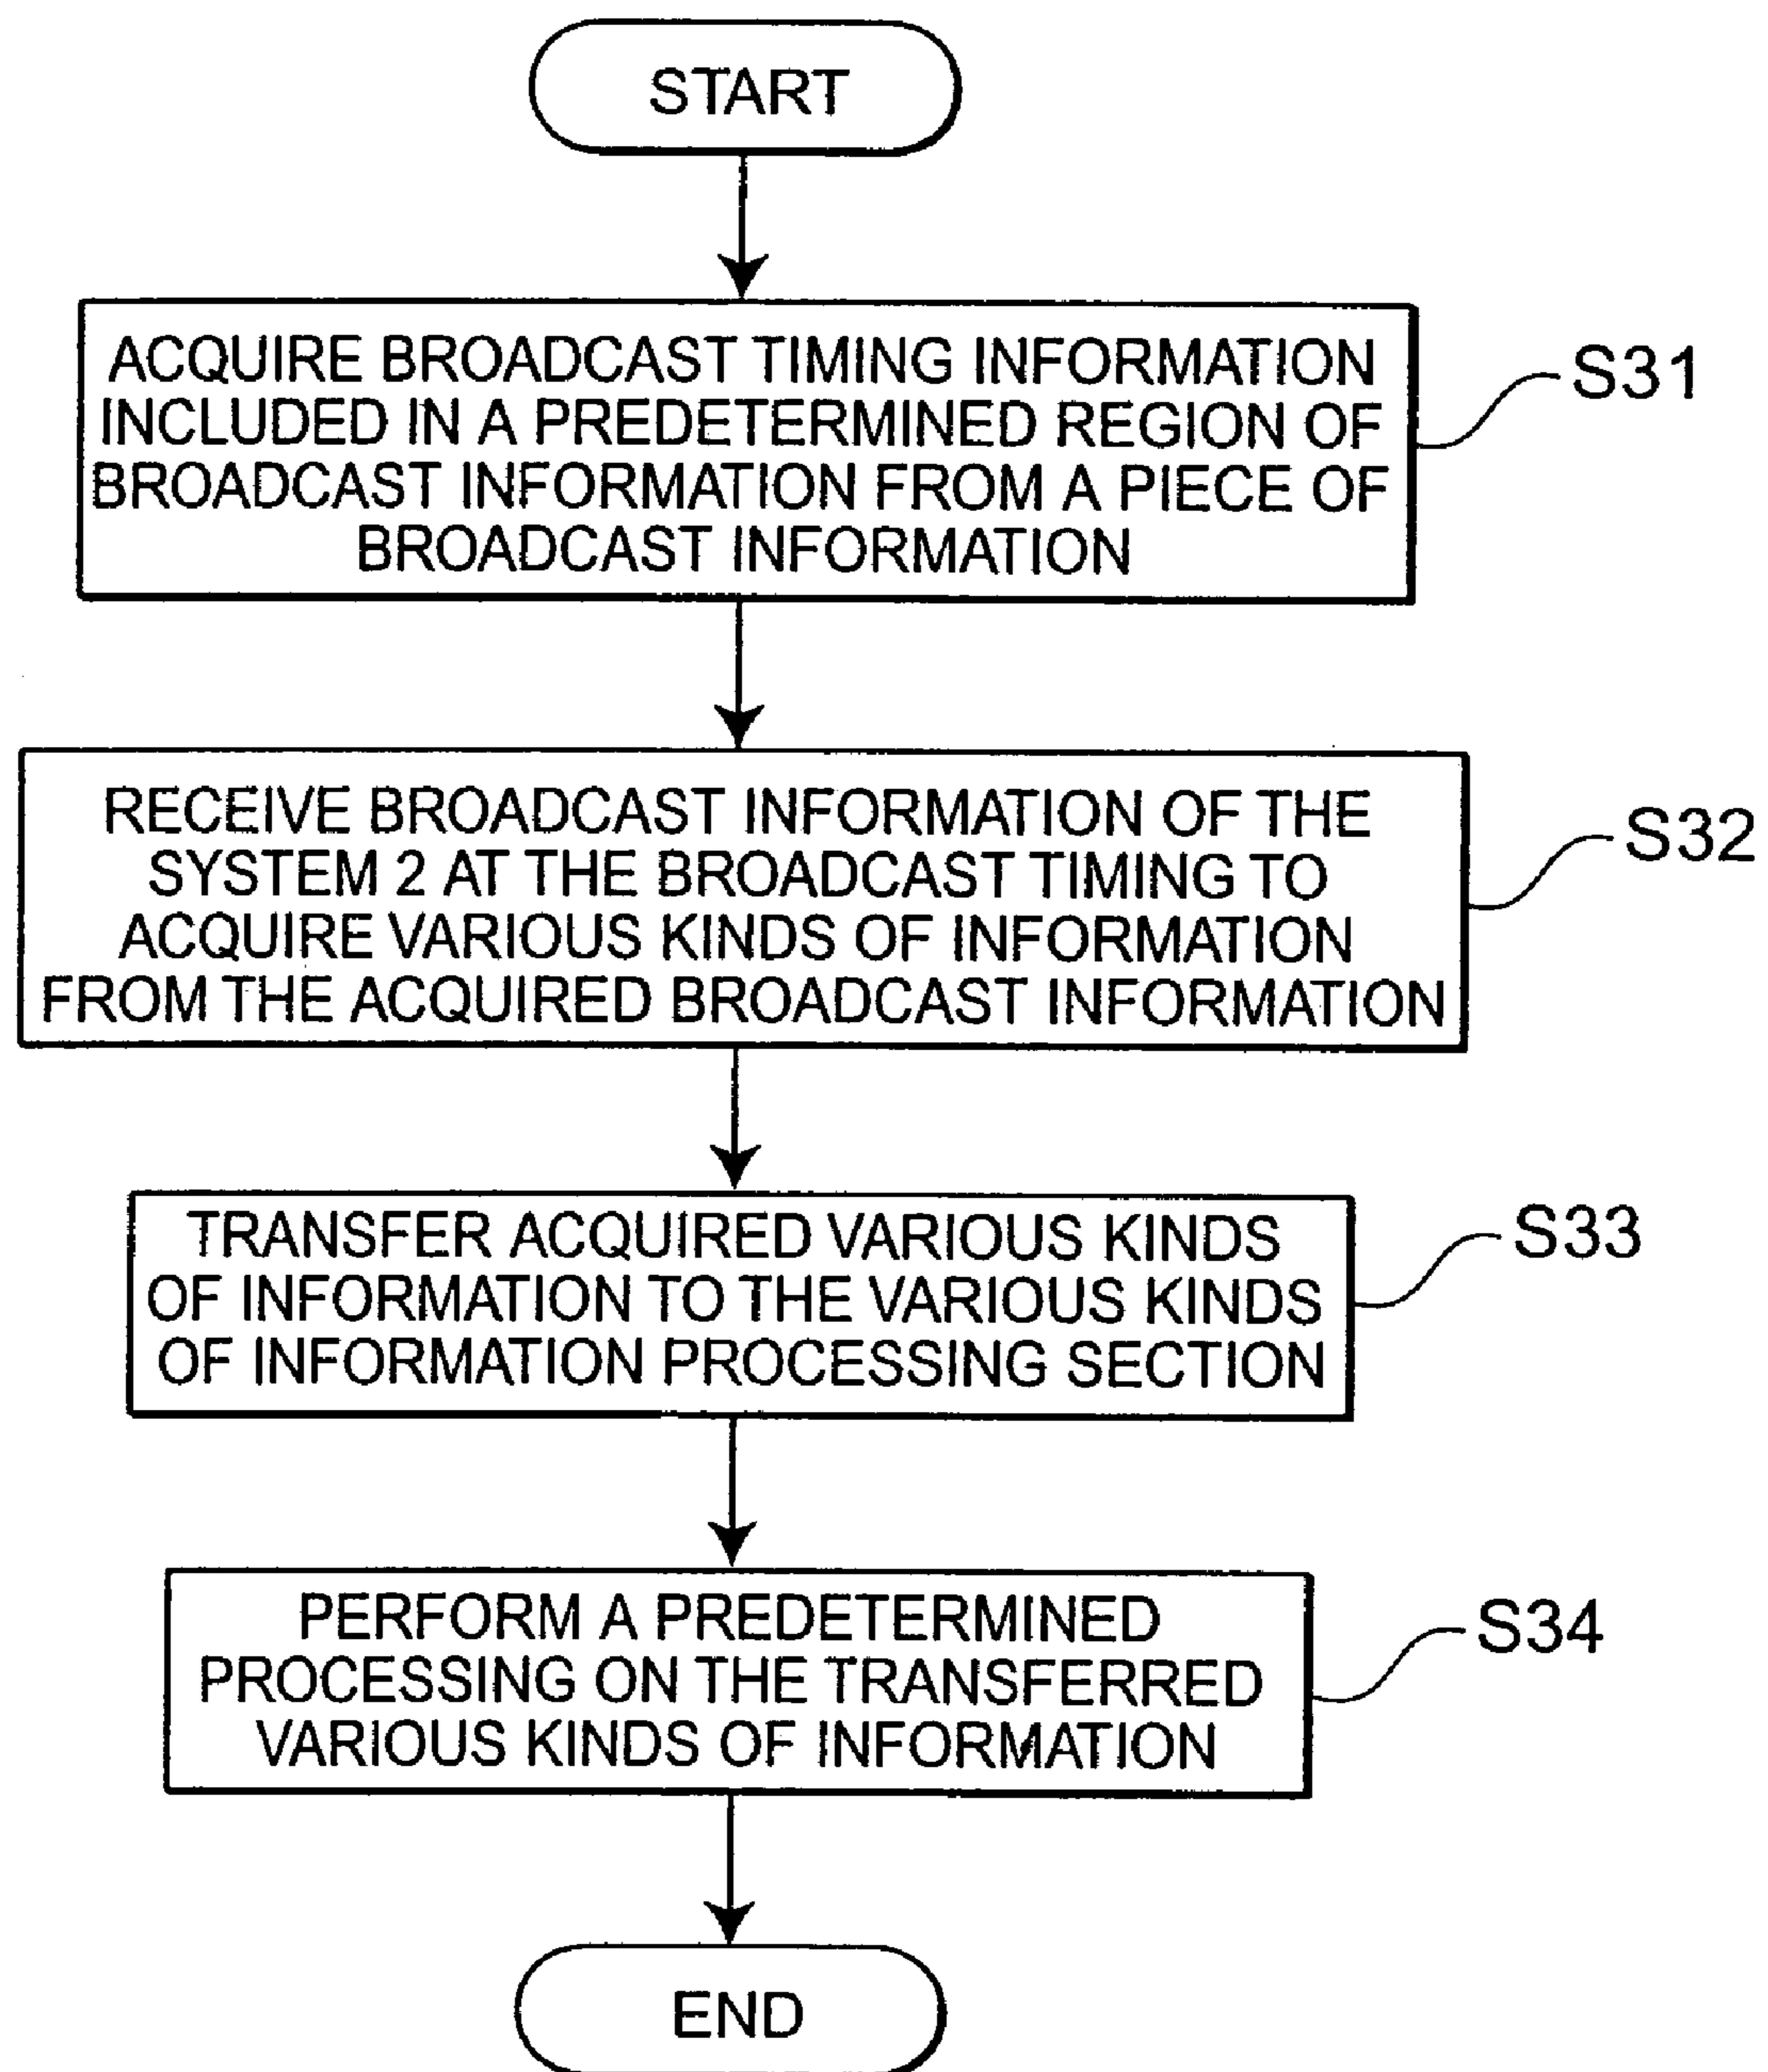 START
ACQUIRE BROADCAST TIMING INFORMATION
INCLUDED IN A PREDETERMINED REGION OF
BROADCAST INFORMATION FROM A PIECE OF
BROADCAST INFORMATION
S31
RECEIVE BROADCAST INFORMATION OF THE
SYSTEM 2 AT THE BROADCAST TIMING TO
ACQUIRE VARIOUS KINDS OF INFORMATION
FROM THE ACQUIRED BROADCAST INFORMATION
S32
TRANSFER ACQUIRED VARIOUS KINDS
OF INFORMATION TO THE VARIOUS KINDS
OF INFORMATION PROCESSING SECTION
S33
PERFORM A PREDETERMINED
PROCESSING ON THE TRANSFERRED
VARIOUS KINDS OF INFORMATION
S34
END